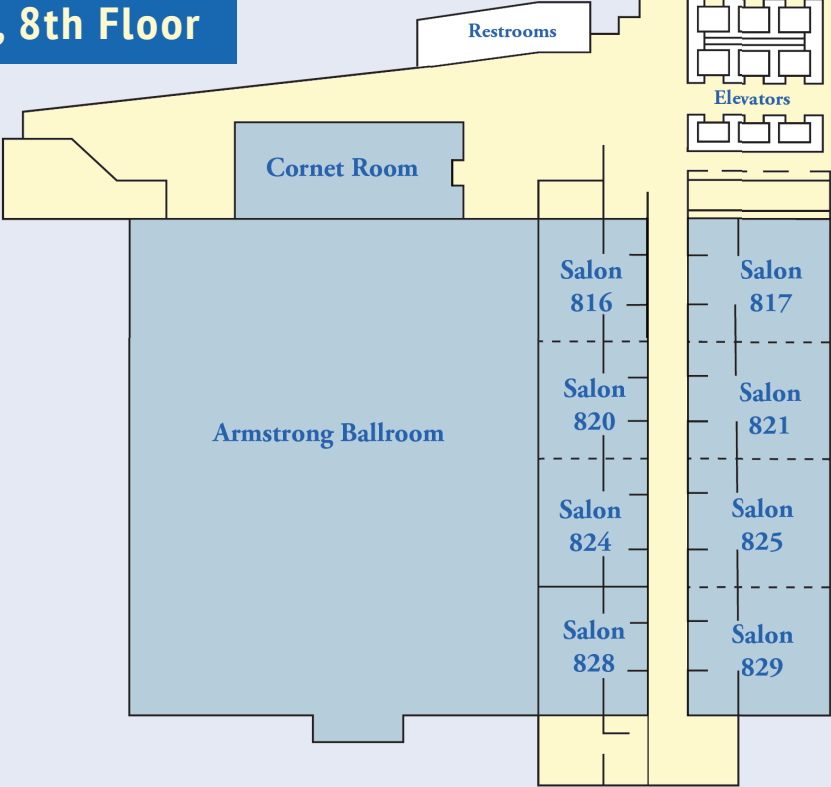 , 8th Floor
Restrooms
Elevators
Cornet Room
Salon
816
Salon
817
Armstrong Ballroom
Salon
820
Salon
821
Salon
824
Salon
825
Salon
828
Salon
829